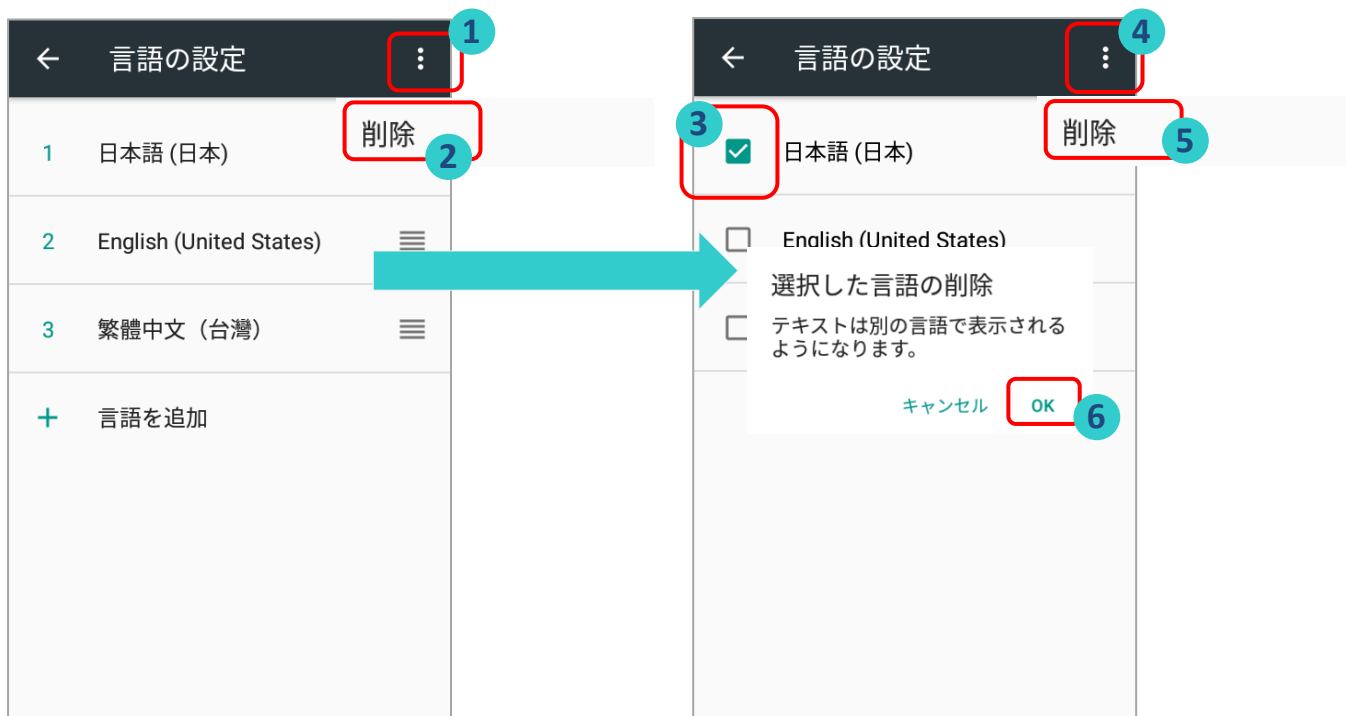 言語の設定
1
削除
2
1 日本語 (日本)
2 English (United States)
3 繁體中文（台灣）
+ 言語を追加
言語の設定
4
削除
5
3
日本語 (日本)
English (United States)
選択した言語の削除
テキストは別の言語で表示される
ようになります。
キャンセル OK
6